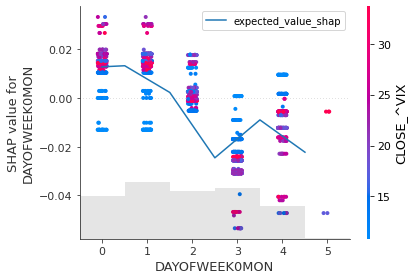 expected_value_shap
0.02
0.00
−0.02
−0.04
SHAP value for
DAYOFWEEK0MON
0
1
2
3
4
5
DAYOFWEEK0MON
30
25
20
15
CLOSE_^VIX